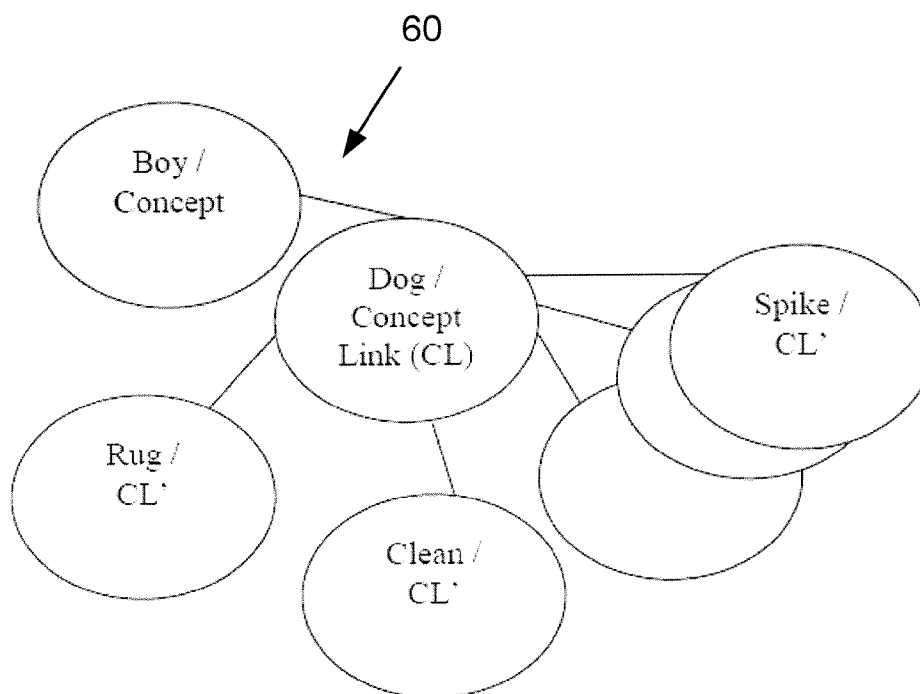 60
Boy /
Concept
Dog /
Concept
Link (CL)
Spike /
CL'
Rug /
CL'
Clean /
CL'